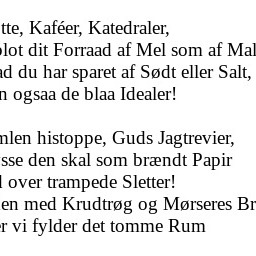 tte, Kaféer, Katedraler,
blot dit Forraad af Mel som af Mal
ad du har sparet af Sødt eller Salt,
n ogsaa de blaa Idealer!
mlen histoppe, Guds Jagtrevier,
sse den skal som brændt Papir
l over trampede Sletter!
en med Krudtrøg og Mørseres Br
er vi fylder det tomme Rum